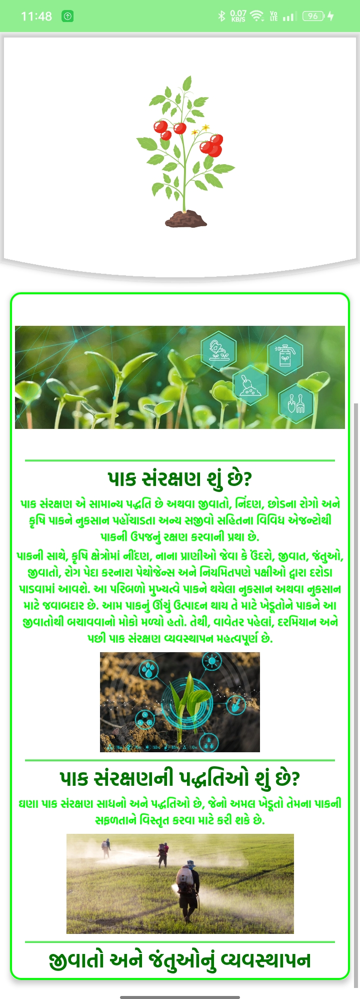 11:48
0.07
KB/S
Vo
LTE
96
પાક સંરક્ષણ શું છે?
પાક સંરક્ષણ એ સામાન્ય પદ્ધતિ છે અથવા જીવાતો, નિંદણ, છોડના રોગો અને
કૃષિ પાકને નુકસાન પહોંચાડતા અન્ય સજીવો સહિતના વિવિધ એજન્ટોથી
પાકની ઉપજનું રક્ષણ કરવાની પ્રથા છે.
પાકની સાથે, કૃષિ ક્ષેત્રોમાં નીંદણ, નાના પ્રાણીઓ જેવા કે ઉંદરો, જીવાત, જંતુઓ,
જીવાતો, રોગ પેદા કરનારા પેથોજેન્સ અને નિયમિતપણે પક્ષીઓ દ્વારા દરોડા
પાડવામાં આવશે. આ પરિબળો મુખ્યત્વે પાકને થયેલા નુકસાન અથવા નુકસાન
માટે જવાબદાર છે. આમ પાકનું ઊંચું ઉત્પાદન થાય તે માટે ખેડૂતોને પાકને આ
જીવાતોથી બચાવવાનો મોકો મળ્યો હતો. તેથી, વાવેતર પહેલાં, દરમિયાન અને
પછી પાક સંરક્ષણ વ્યવસ્થાપન મહત્વપૂર્ણ છે.
પાક સંરક્ષણની પદ્ધતિઓ શું છે?
ઘણા પાક સંરક્ષણ સાધનો અને પદ્ધતિઓ છે, જેનો અમલ ખેડૂતો તેમના પાકની
સફળતાને વિસ્તૃત કરવા માટે કરી શકે છે.
જીવાતો અને જંતુઓનું વ્યવસ્થાપન